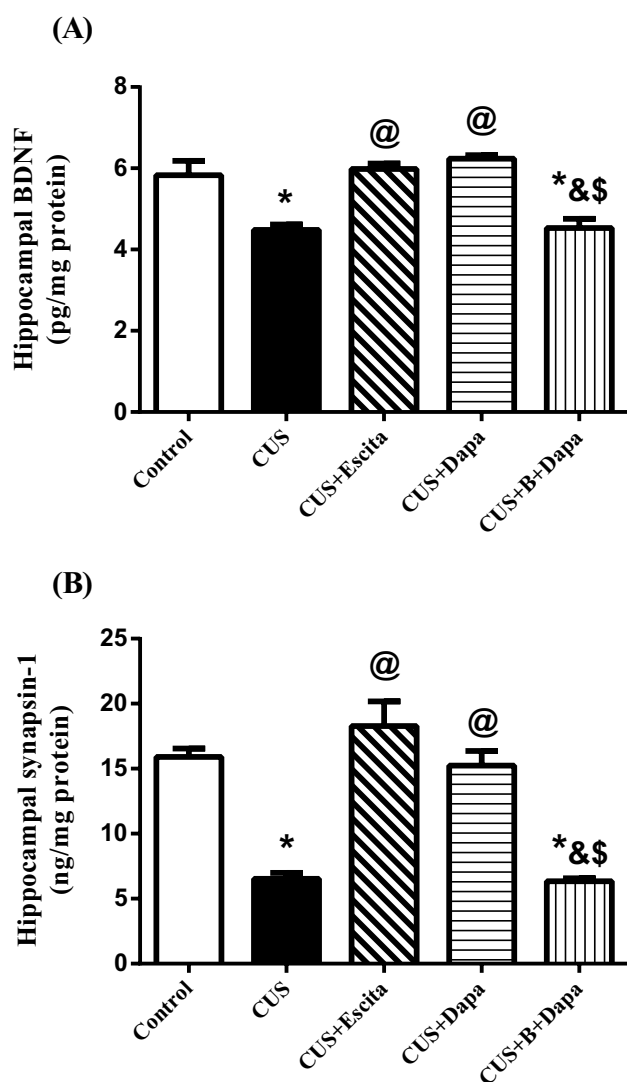 (A)
Hippocampal BDNF
(pg/mg protein)
8
6
4
2
0
*
@
@
*&$
Control
CUS
CUS+Escita
CUS+Dapa
CUS+B+Dapa
(B)
Hippocampal synapsin-1
(ng/mg protein)
25
20
15
10
5
0
*
@
@
*&$
Control
CUS
CUS+Escita
CUS+Dapa
CUS+B+Dapa